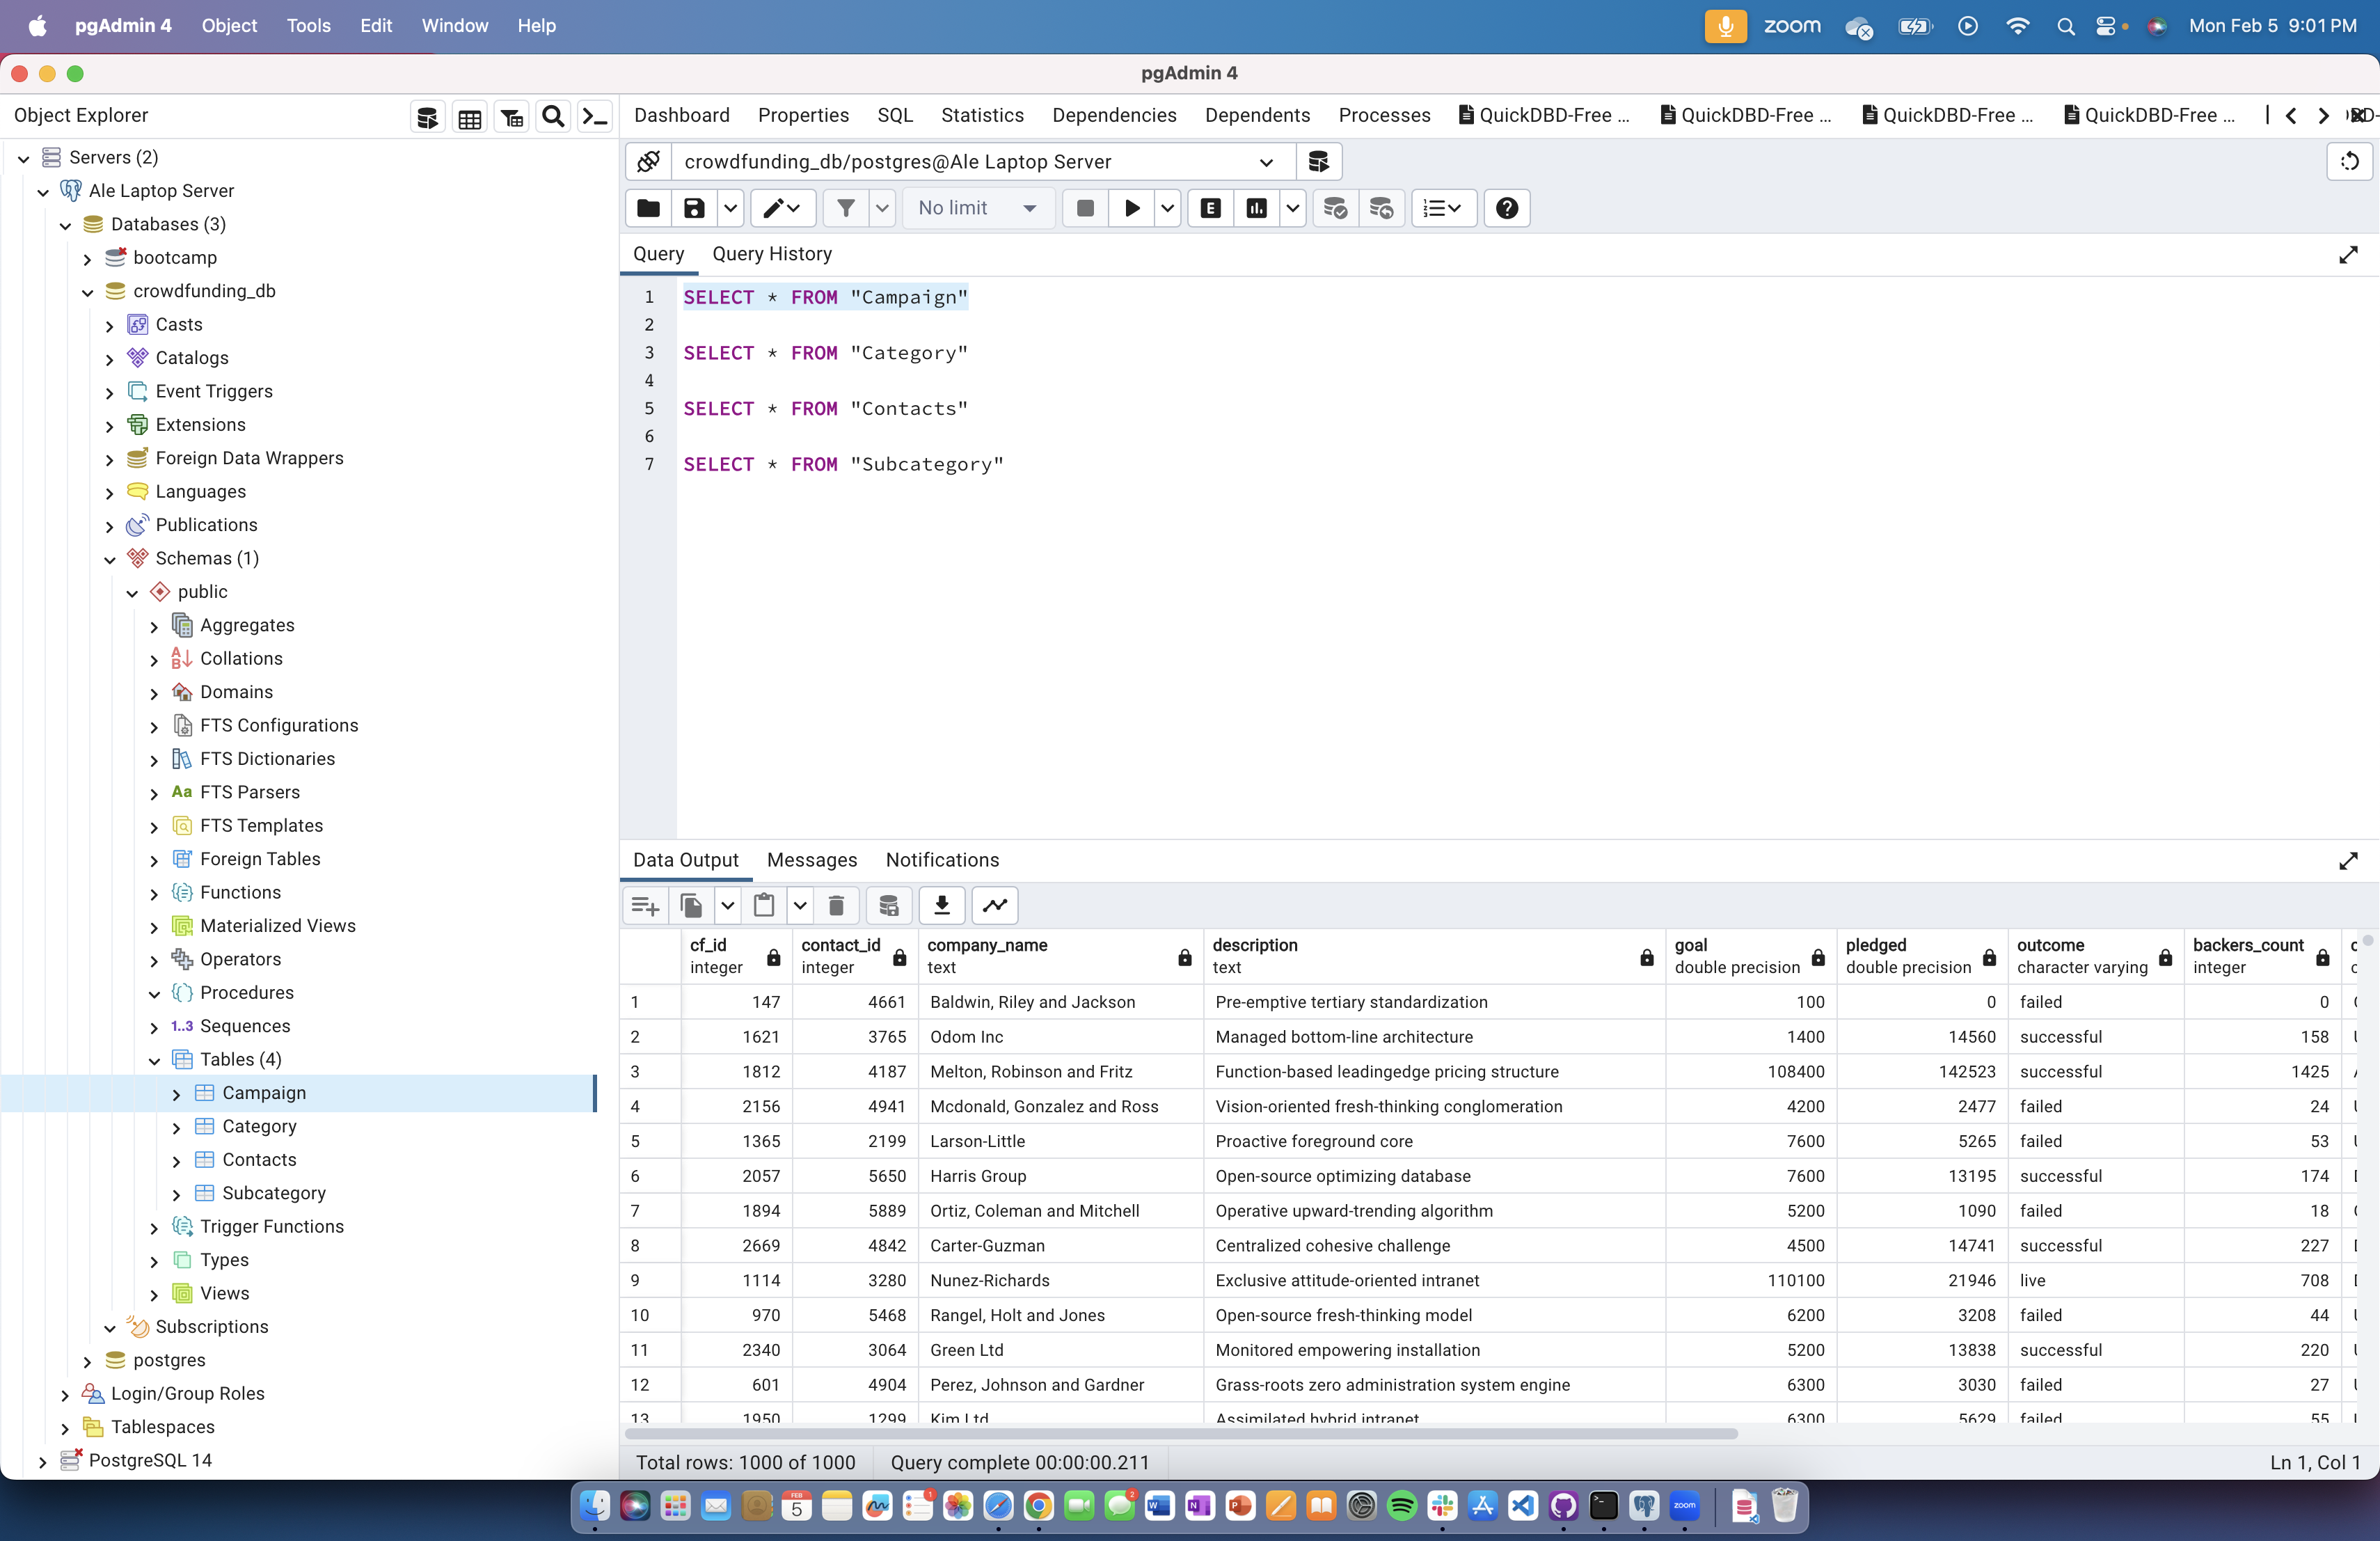 pgAdmin 4 Object Tools Edit Window Help zoom Mon Feb 5 9:01 PM
pgAdmin 4
Object Explorer
Dashboard Properties SQL Statistics Dependencies Dependents Processes QuickDBD-Free ... QuickDBD-Free ... QuickDBD-Free ... QuickDBD-Free ...
Servers (2)
Ale Laptop Server
Databases (3)
bootcamp
crowdfunding_db
Casts
Catalogs
Event Triggers
Extensions
Foreign Data Wrappers
Languages
Publications
Schemas (1)
public
Aggregates
Collations
Domains
FTS Configurations
FTS Dictionaries
Aa FTS Parsers
FTS Templates
Foreign Tables
Functions
Materialized Views
Operators
Procedures
1..3 Sequences
Tables (4)
Campaign
Category
Contacts
Subcategory
Trigger Functions
Types
Views
Subscriptions
postgres
Login/Group Roles
Tablespaces
PostgreSQL 14
crowdfunding_db/postgres@Ale Laptop Server
No limit
Query Query History
1 SELECT * FROM "Campaign"
2
3 SELECT * FROM "Category"
4
5 SELECT * FROM "Contacts"
6
7 SELECT * FROM "Subcategory"
Data Output Messages Notifications
cf_id contact_id company_name description goal pledged outcome backers_count
integer integer text text double precision double precision character varying integer
1 147 4661 Baldwin, Riley and Jackson Pre-emptive tertiary standardization 100 0 failed 0
2 1621 3765 Odom Inc Managed bottom-line architecture 1400 14560 successful 158
3 1812 4187 Melton, Robinson and Fritz Function-based leadingedge pricing structure 108400 142523 successful 1425
4 2156 4941 Mcdonald, Gonzalez and Ross Vision-oriented fresh-thinking conglomeration 4200 2477 failed 24
5 1365 2199 Larson-Little Proactive foreground core 7600 5265 failed 53
6 2057 5650 Harris Group Open-source optimizing database 7600 13195 successful 174
7 1894 5889 Ortiz, Coleman and Mitchell Operative upward-trending algorithm 5200 1090 failed 18
8 2669 4842 Carter-Guzman Centralized cohesive challenge 4500 14741 successful 227
9 1114 3280 Nunez-Richards Exclusive attitude-oriented intranet 110100 21946 live 708
10 970 5468 Rangel, Holt and Jones Open-source fresh-thinking model 6200 3208 failed 44
11 2340 3064 Green Ltd Monitored empowering installation 5200 13838 successful 220
12 601 4904 Perez, Johnson and Gardner Grass-roots zero administration system engine 6300 3030 failed 27
13 1950 1299 Kim Ltd Assimilated hybrid intranet 6300 5629 failed 55
Total rows: 1000 of 1000 Query complete 00:00:00.211 Ln 1, Col 1
FEB
5
1
2
zoom